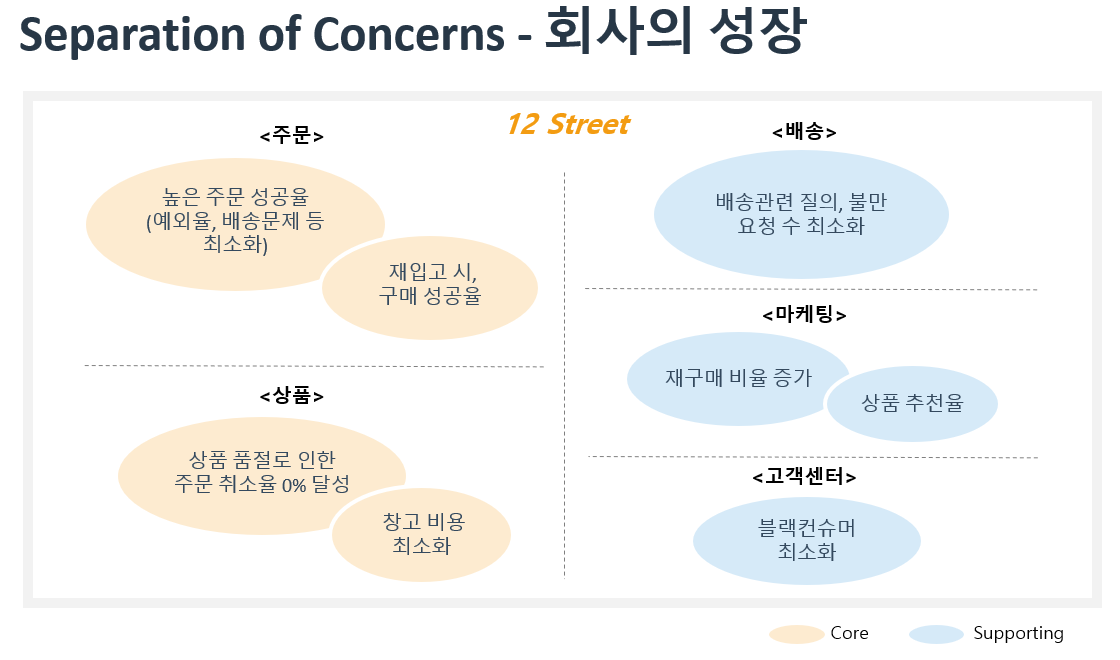 Separation of Concerns - 회사의 성장
12 Street
<주문>
높은 주문 성공율
(예외율, 배송문제 등
최소화)
재입고 시,
구매 성공율
<상품>
상품 품절로 인한
주문 취소율 0% 달성
창고 비용
최소화
<배송>
배송관련 질의, 불만
요청 수 최소화
<마케팅>
재구매 비율 증가
상품 추천율
<고객센터>
블랙컨슈머
최소화
Core
Supporting